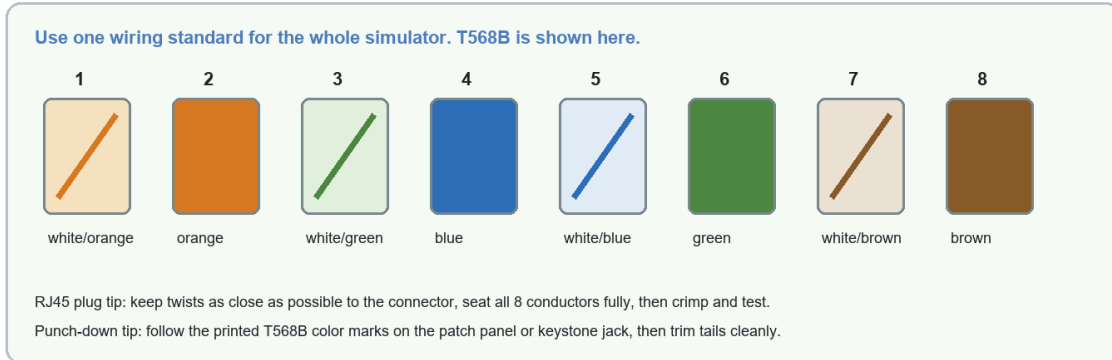 Use one wiring standard for the whole simulator. T568B is shown here.
1 2 3 4 5 6 7 8
white/orange orange white/green blue white/blue green white/brown brown
RJ45 plug tip: keep twists as close as possible to the connector, seat all 8 conductors fully, then crimp and test.
Punch-down tip: follow the printed T568B color marks on the patch panel or keystone jack, then trim tails cleanly.